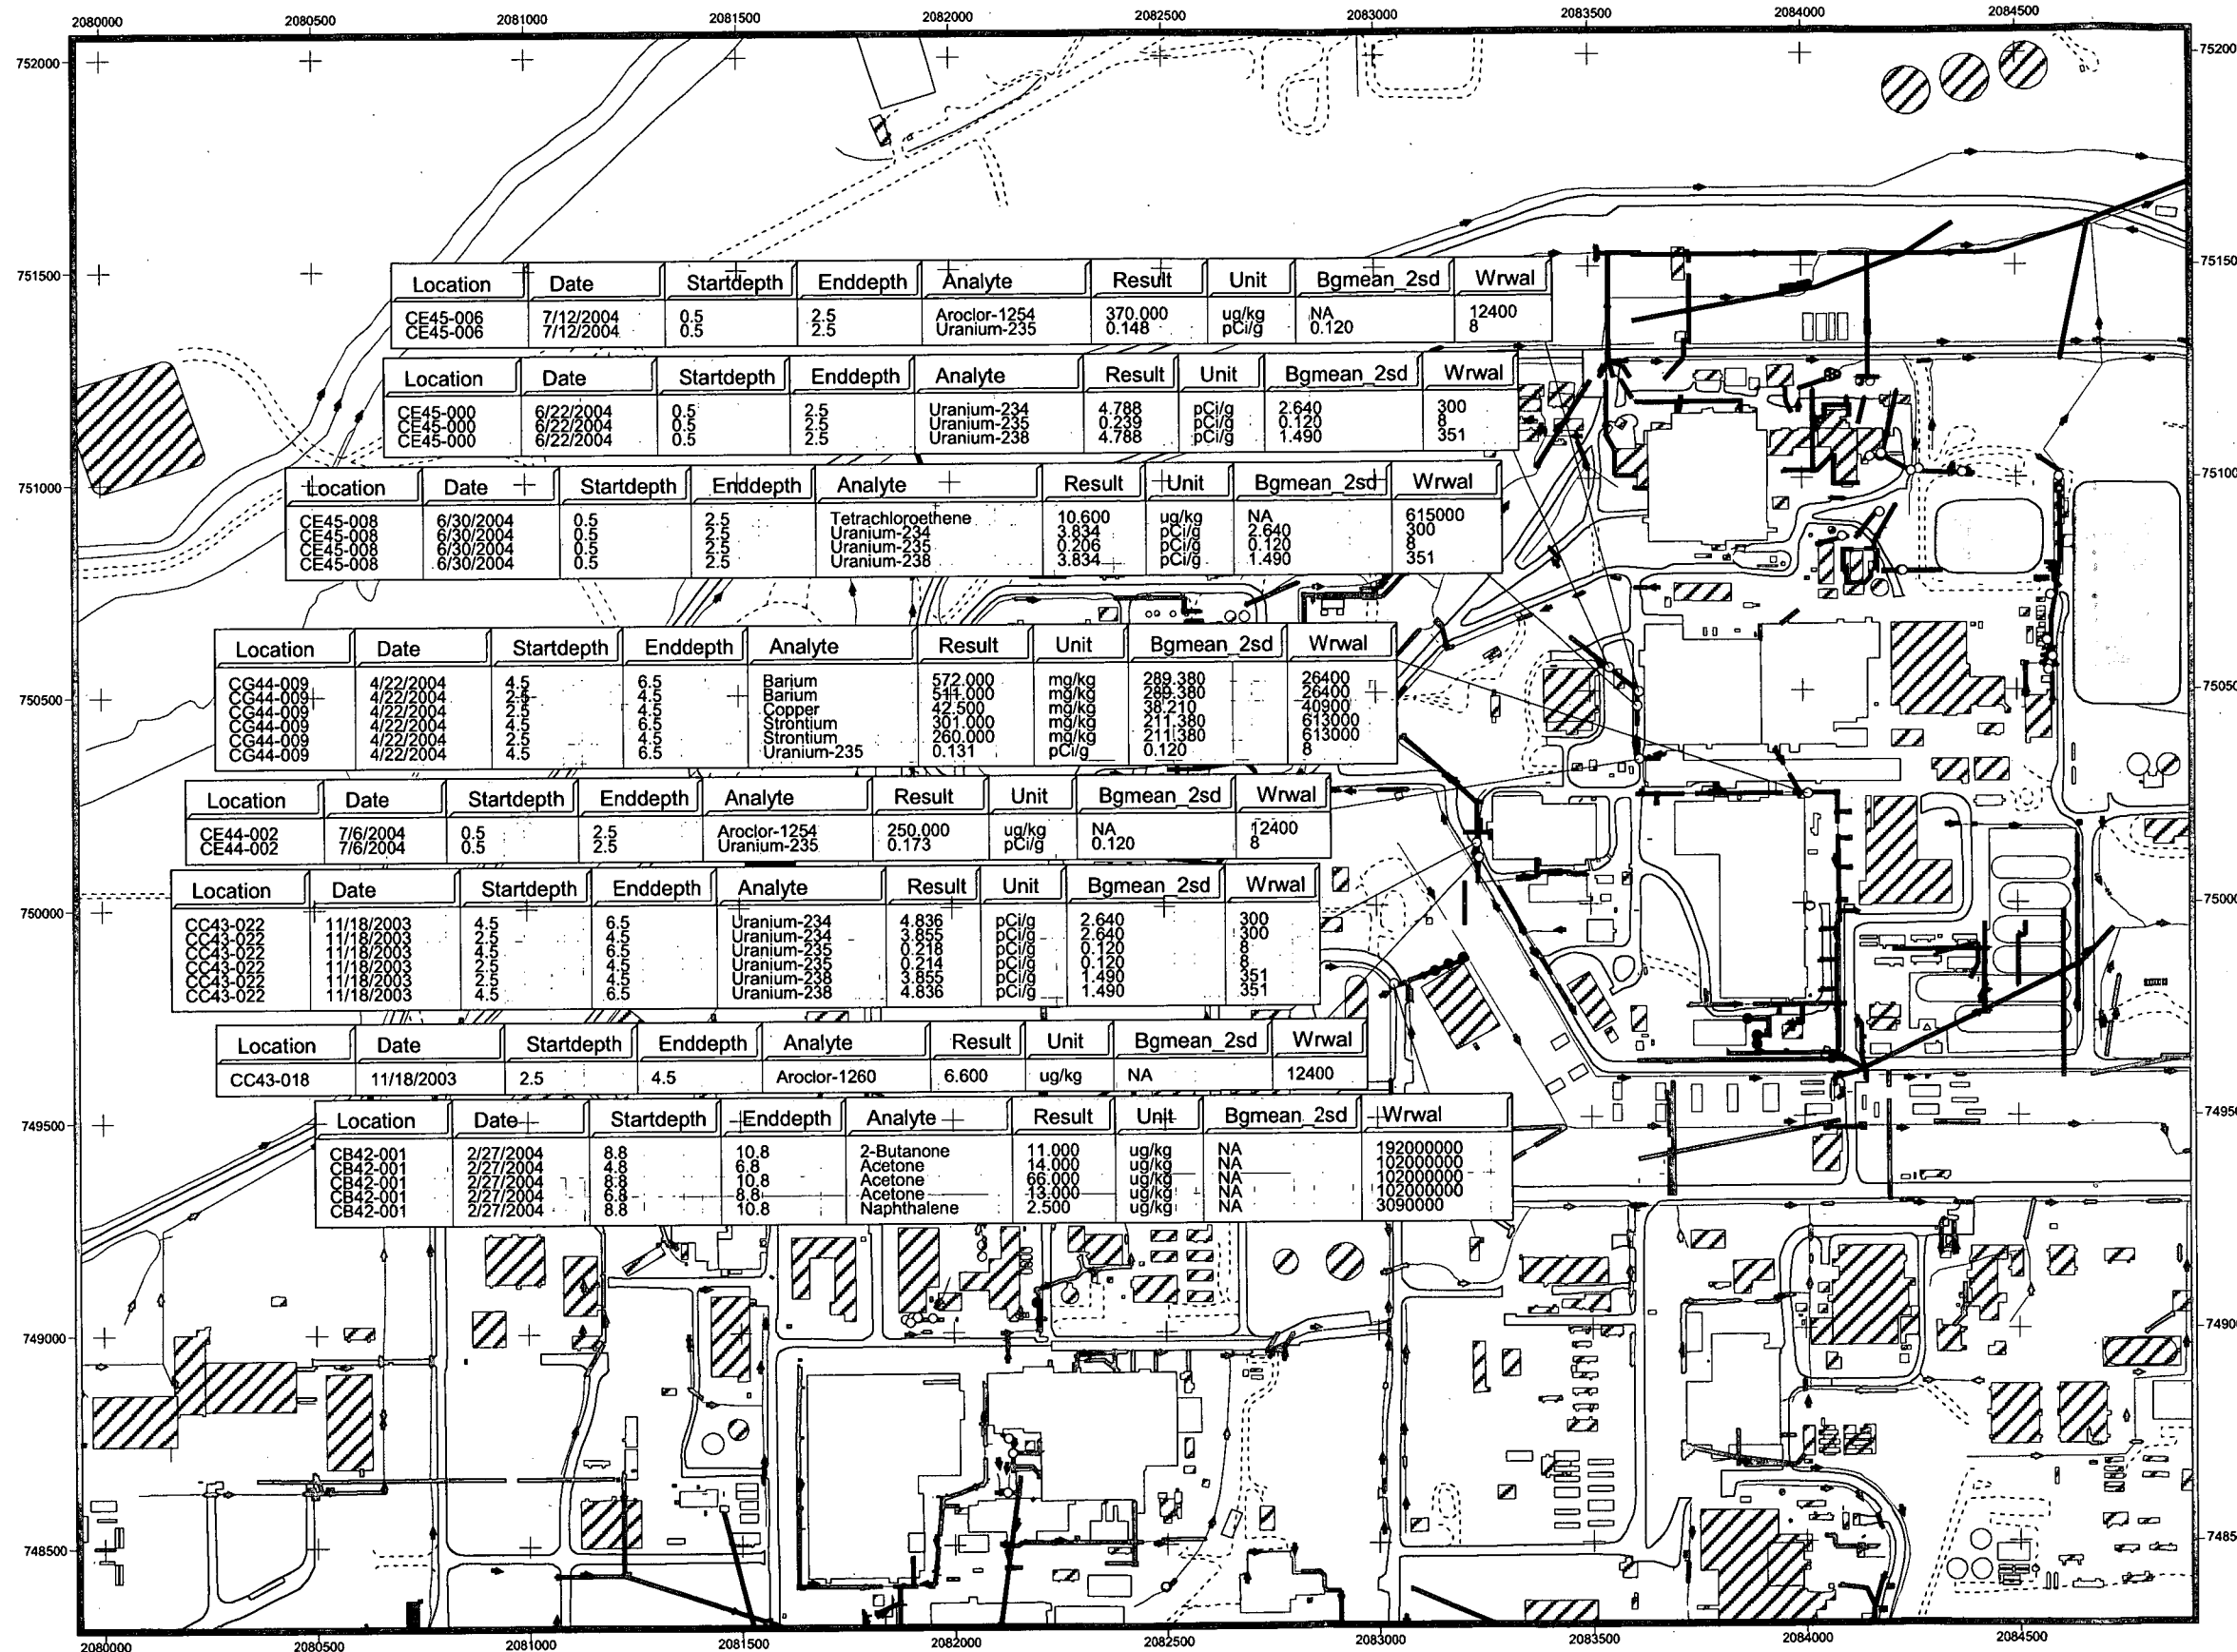 2080000 2080500 2081000 2081500 2082000 2082500 2083000 2083500 2084000 2084500
752000
751500
Location Date Startdepth Enddepth Analyte Result Unit Bgmean_2sd Wrwal
CE45-006 7/12/2004 0.5 2.5 Aroclor-1254 370.000 ug/kg NA 12400
CE45-006 7/12/2004 0.5 2.5 Uranium-235 0.148 pCi/g 0.120 8
Location Date Startdepth Enddepth Analyte Result Unit Bgmean_2sd Wrwal
CE45-000 6/22/2004 0.5 2.5 Uranium-234 4.788 pCi/g 2.640 300
CE45-000 6/22/2004 0.5 2.5 Uranium-235 0.239 pCi/g 0.120 8
CE45-000 6/22/2004 0.5 2.5 Uranium-238 4.788 pCi/g 1.490 351
751000
Location Date Startdepth Enddepth Analyte Result Unit Bgmean_2sd Wrwal
CE45-008 6/30/2004 0.5 2.5 Tetrachloroethene 10.600 ug/kg NA 615000
CE45-008 6/30/2004 0.5 2.5 Uranium-234 3.834 pCi/g 2.640 300
CE45-008 6/30/2004 0.5 2.5 Uranium-235 0.206 pCi/g 0.120 8
CE45-008 6/30/2004 0.5 2.5 Uranium-238 3.834 pCi/g 1.490 351
Location Date Startdepth Enddepth Analyte Result Unit Bgmean_2sd Wrwal
CG44-009 4/22/2004 4.5 6.5 Barium 572.000 mg/kg 289.380 26400
CG44-009 4/22/2004 2.5 4.5 Barium 511.000 mg/kg 289.380 26400
CG44-009 4/22/2004 2.5 4.5 Copper 42.500 mg/kg 38.210 40900
CG44-009 4/22/2004 4.5 6.5 Strontium 301.000 mg/kg 211.380 613000
CG44-009 4/22/2004 2.5 4.5 Strontium 260.000 mg/kg 211.380 613000
CG44-009 4/22/2004 4.5 6.5 Uranium-235 0.131 pCi/g 0.120 8
750500
Location Date Startdepth Enddepth Analyte Result Unit Bgmean_2sd Wrwal
CE44-002 7/6/2004 0.5 2.5 Aroclor-1254 250.000 ug/kg NA 12400
CE44-002 7/6/2004 0.5 2.5 Uranium-235 0.173 pCi/g 0.120 8
750000
Location Date Startdepth Enddepth Analyte Result Unit Bgmean_2sd Wrwal
CC43-022 11/18/2003 4.5 6.5 Uranium-234 4.836 pCi/g 2.640 300
CC43-022 11/18/2003 2.5 4.5 Uranium-234 3.855 pCi/g 2.640 300
CC43-022 11/18/2003 4.5 6.5 Uranium-235 0.218 pCi/g 0.120 8
CC43-022 11/18/2003 2.5 4.5 Uranium-235 0.214 pCi/g 0.120 8
CC43-022 11/18/2003 2.5 4.5 Uranium-238 3.855 pCi/g 1.490 351
CC43-022 11/18/2003 4.5 6.5 Uranium-238 4.836 pCi/g 1.490 351
Location Date Startdepth Enddepth Analyte Result Unit Bgmean_2sd Wrwal
CC43-018 11/18/2003 2.5 4.5 Aroclor-1260 6.600 ug/kg NA 12400
749500
Location Date Startdepth Enddepth Analyte Result Unit Bgmean_2sd Wrwal
CB42-001 2/27/2004 8.8 10.8 2-Butanone 11.000 ug/kg NA 192000000
CB42-001 2/27/2004 4.8 6.8 Acetone 14.000 ug/kg NA 102000000
CB42-001 2/27/2004 8.8 10.8 Acetone 66.000 ug/kg NA 102000000
CB42-001 2/27/2004 6.8 8.8 Acetone 13.000 ug/kg NA 102000000
CB42-001 2/27/2004 8.8 10.8 Naphthalene 2.500 ug/kg NA 3090000
749000
748500
75200
75150
75100
75050
75000
74950
74900
74850
2080000 2080500 2081000 2081500 2082000 2082500 2083000 2083500 2084000 2084500